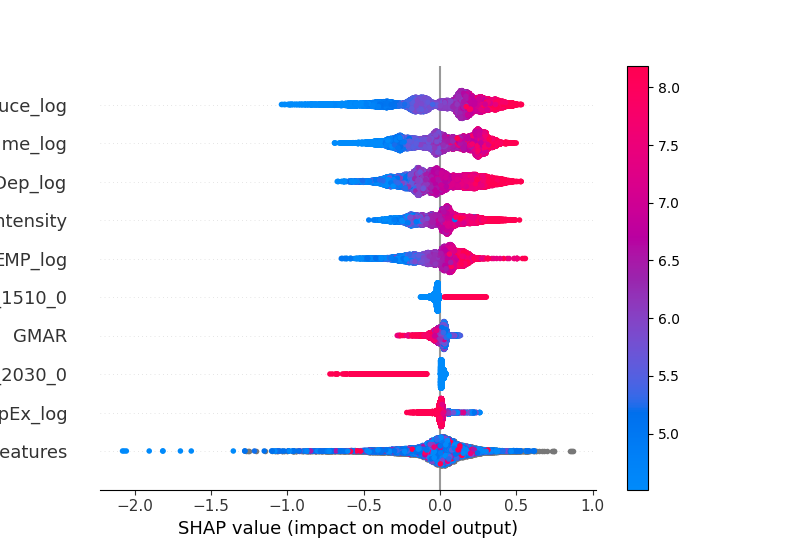 uce_log
me_log
Dep_log
ntensity
EMP_log
_1510_0
GMAR
_2030_0
pEx_log
eatures
−2.0 −1.5 −1.0 −0.5 0.0 0.5 1.0
SHAP value (impact on model output)
8.0
7.5
7.0
6.5
6.0
5.5
5.0